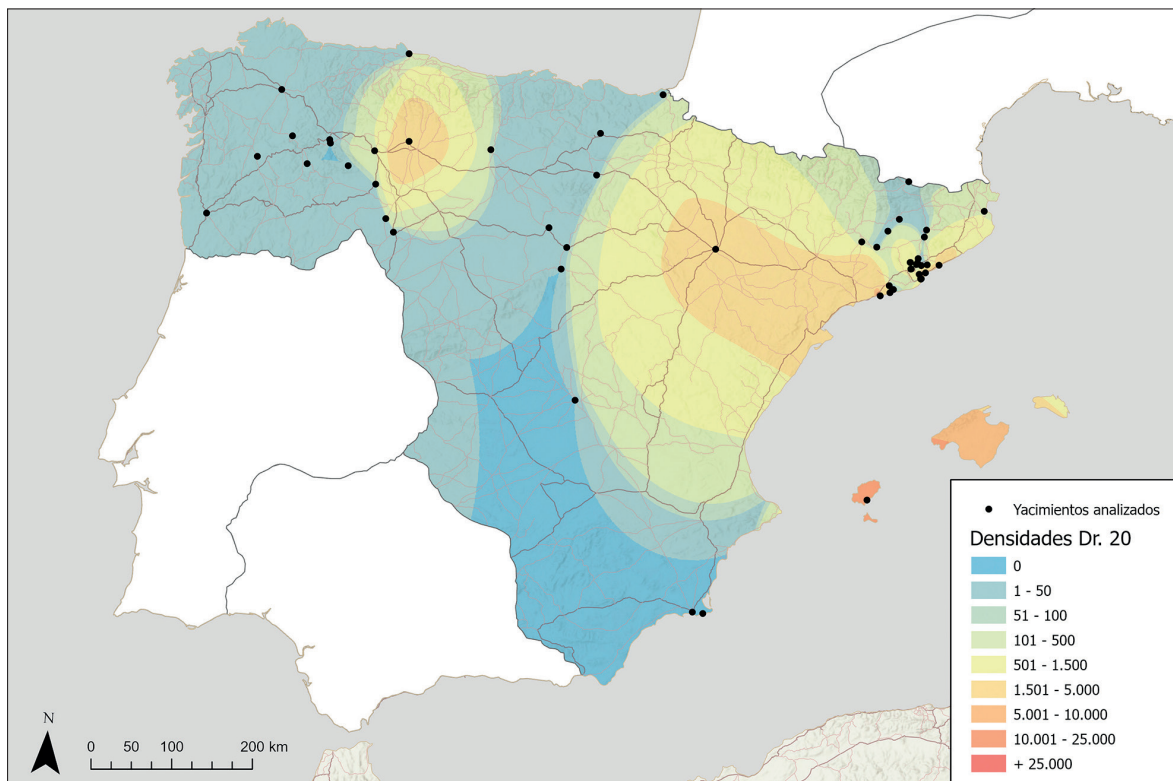 Yacimientos analizados
Densidades Dr. 20
0
1 - 50
51 - 100
101 - 500
501 - 1.500
1.501 - 5.000
5.001 - 10.000
10.001 - 25.000
+ 25.000
N
0 50 100 200 km